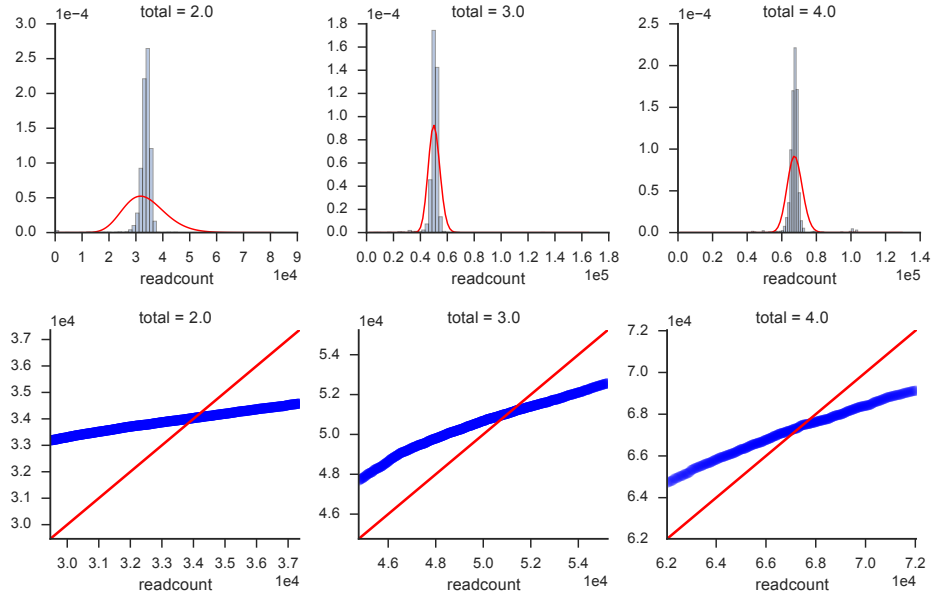 1e−4 total = 2.0
3.0
2.5
2.0
1.5
1.0
0.5
0.0
0 1 2 3 4 5 6 7 8 9
readcount 1e4
1e−4 total = 3.0
1.8
1.6
1.4
1.2
1.0
0.8
0.6
0.4
0.2
0.0
0.0 0.2 0.4 0.6 0.8 1.0 1.2 1.4 1.6 1.8
readcount 1e5
1e−4 total = 4.0
2.5
2.0
1.5
1.0
0.5
0.0
0.0 0.2 0.4 0.6 0.8 1.0 1.2 1.4
readcount 1e5
1e4 total = 2.0
3.7
3.6
3.5
3.4
3.3
3.2
3.1
3.0
3.0 3.1 3.2 3.3 3.4 3.5 3.6 3.7
readcount 1e4
1e4 total = 3.0
5.4
5.2
5.0
4.8
4.6
4.6 4.8 5.0 5.2 5.4
readcount 1e4
1e4 total = 4.0
7.2
7.0
6.8
6.6
6.4
6.2
6.2 6.4 6.6 6.8 7.0 7.2
readcount 1e4